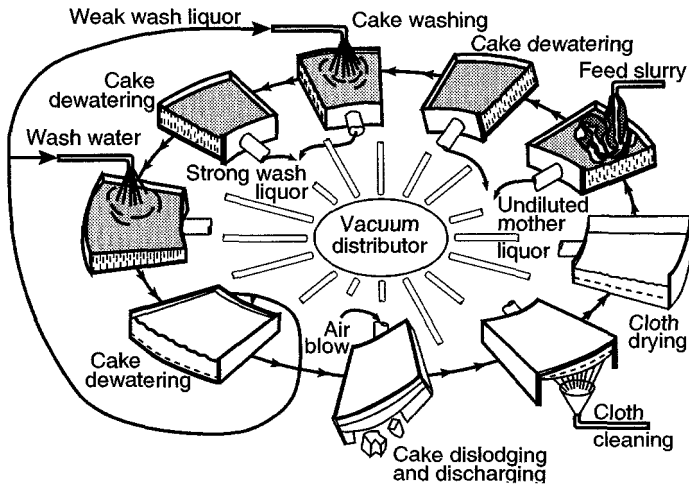 Weak wash liquor
Cake washing
Cake dewatering
Feed slurry
Cake
dewatering
Wash water
Strong wash
liquor
Vacuum
distributor
Undiluted
mother
liquor
Cloth
drying
Air
blow
Cake
dewatering
Cloth
cleaning
Cake dislodging
and discharging